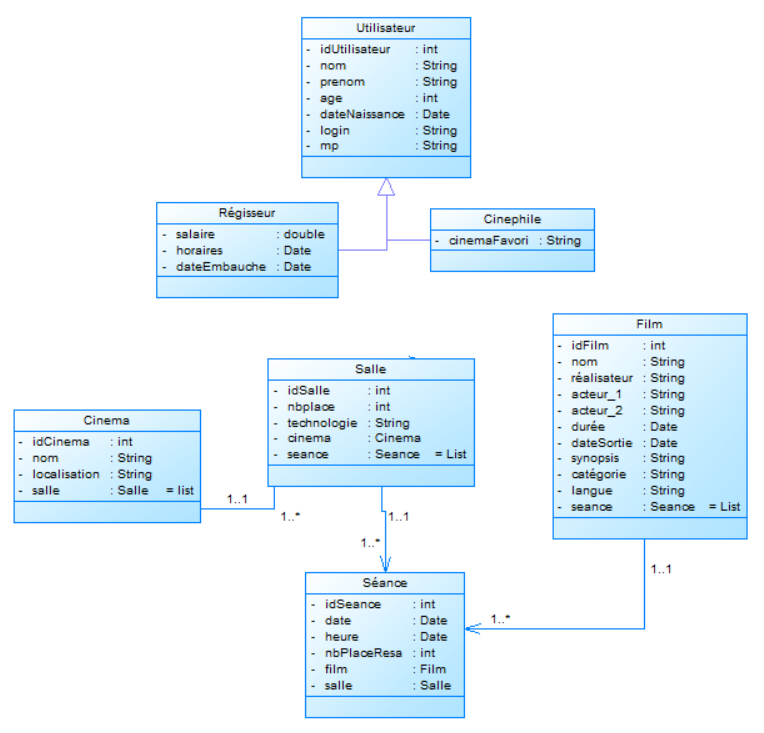 Utilisateur
- idUtilisateur : int
- nom : String
- prenom : String
- age : int
- dateNaissance : Date
- login : String
- mp : String
Régisseur
- salaire : double
- horaires : Date
- dateEmbauche : Date
Cinephile
- cinemaFavori : String
Film
- idFilm : int
- nom : String
- réalisateur : String
- acteur_1 : String
- acteur_2 : String
- durée : Date
- dateSortie : Date
- synopsis : String
- catégorie : String
- langue : String
- seance : Seance = List
Salle
- idSalle : int
- nbplace : int
- technologie : String
- cinema : Cinema
- seance : Seance = List
Cinema
- idCinema : int
- nom : String
- localisation : String
- salle : Salle = list
1..1
1..*
1..1
1..*
1..1
1..*
Séance
- idSeance : int
- date : Date
- heure : Date
- nbPlaceResa : int
- film : Film
- salle : Salle